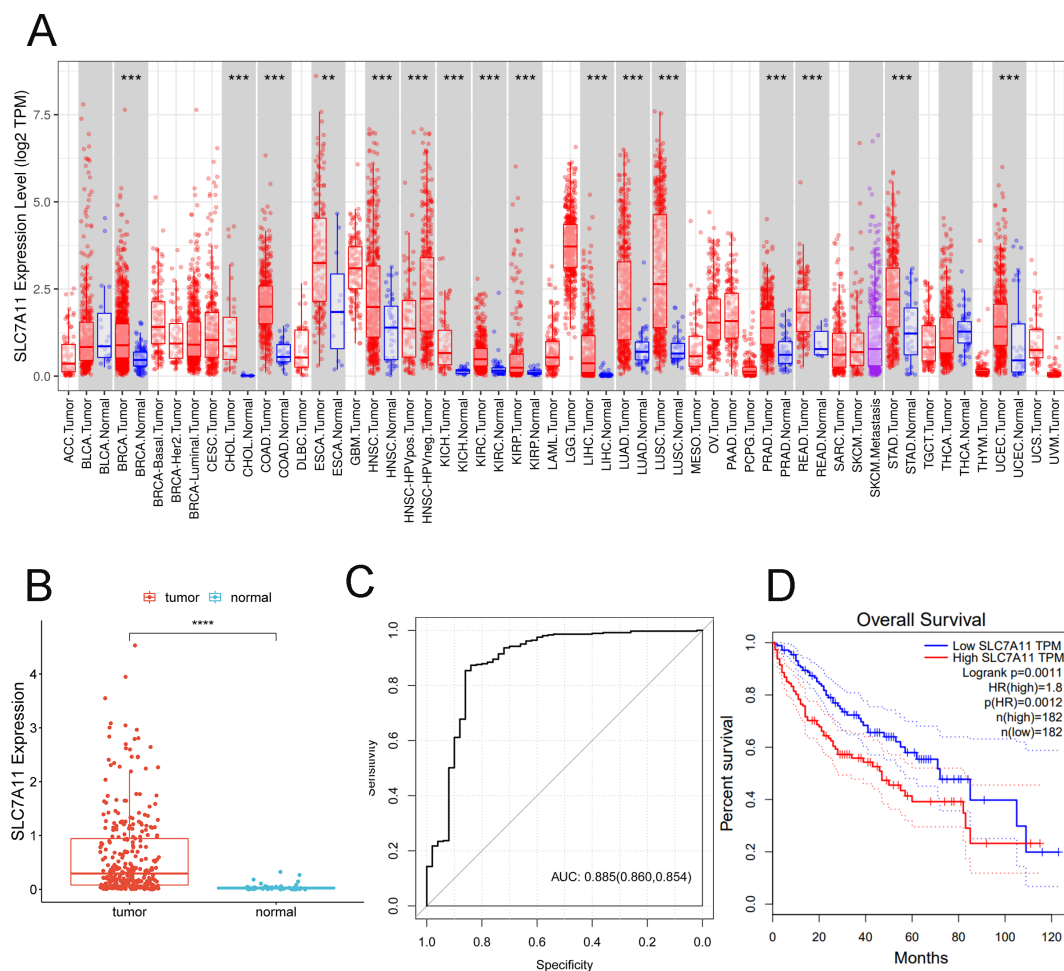 A
*** *** *** ** *** *** *** *** *** *** *** *** *** *** *** ***
SLC7A11 Expression Level (log2 TPM)
7.5
5.0
2.5
0.0
ACC.Tumor
BLCA.Tumor
BLCA.Normal
BRCA.Tumor
BRCA.Normal
BRCA-Basal.Tumor
BRCA-Her2.Tumor
BRCA-Luminal.Tumor
CESC.Tumor
CHOL.Tumor
CHOL.Normal
COAD.Tumor
COAD.Normal
DLBC.Tumor
ESCA.Tumor
ESCA.Normal
GBM.Tumor
HNSC.Tumor
HNSC.Normal
HNSC-HPVpos.Tumor
HNSC-HPVneg.Tumor
KICH.Tumor
KICH.Normal
KIRC.Tumor
KIRC.Normal
KIRP.Tumor
KIRP.Normal
LAML.Tumor
LGG.Tumor
LIHC.Tumor
LIHC.Normal
LUAD.Tumor
LUAD.Normal
LUSC.Tumor
LUSC.Normal
MESO.Tumor
OV.Tumor
PAAD.Tumor
PCPG.Tumor
PRAD.Tumor
PRAD.Normal
READ.Tumor
READ.Normal
SARC.Tumor
SKCM.Tumor
SKCM.Metastasis
STAD.Tumor
STAD.Normal
TGCT.Tumor
THCA.Tumor
THCA.Normal
THYM.Tumor
UCEC.Tumor
UCEC.Normal
UCS.Tumor
UVM.Tumor
B
tumor normal
****
SLC7A11 Expression
4
3
2
1
0
tumor normal
C
Sensitivity
1.0
0.8
0.6
0.4
0.2
0.0
AUC: 0.885(0.860,0.854)
1.0 0.8 0.6 0.4 0.2 0.0
Specificity
D
Overall Survival
Low SLC7A11 TPM
High SLC7A11 TPM
Logrank p=0.0011
HR(high)=1.8
p(HR)=0.0012
n(high)=182
n(low)=182
Percent survival
1.0
0.8
0.6
0.4
0.2
0.0
0 20 40 60 80 100 120
Months